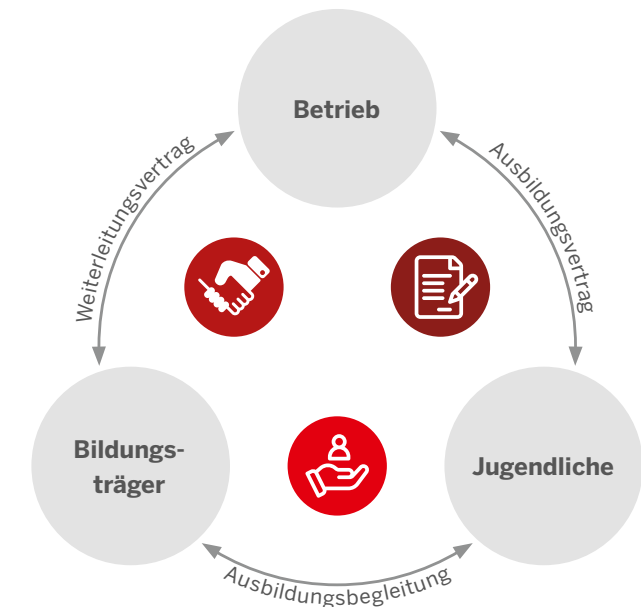 Betrieb
Weiterleitungsvertrag
Ausbildungsvertrag
Bildungs-
träger
Jugendliche
Ausbildungsbegleitung